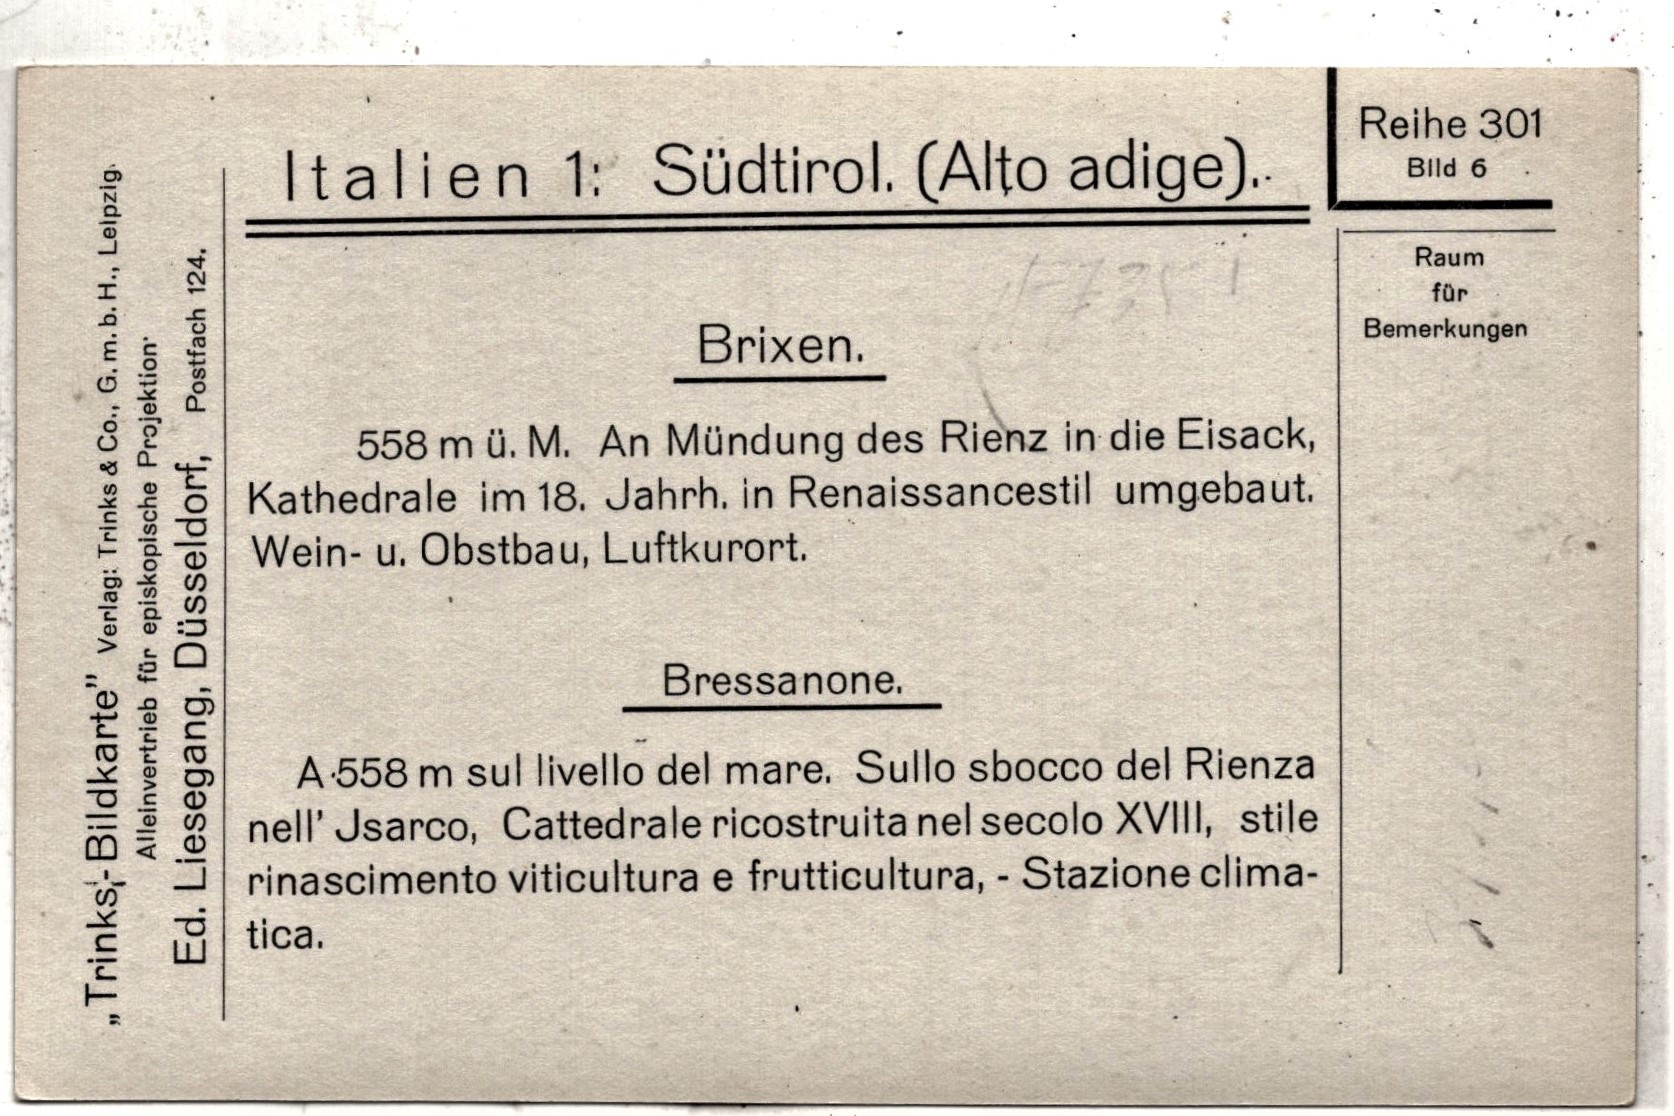 Italien 1: Südtirol. (Alto adige).
Reihe 301
Bild 6
Raum
für
Bemerkungen
Brixen.
558 m ü. M. An Mündung des Rienz in die Eisack,
Kathedrale im 18. Jahrh. in Renaissancestil umgebaut.
Wein- u. Obstbau, Luftkurort.
Bressanone.
A 558 m sul livello del mare. Sullo sbocco del Rienza
nell' Jsarco, Cattedrale ricostruita nel secolo XVIII, stile
rinascimento viticultura e frutticultura, - Stazione clima-
tica.
„Trinks"-Bildkarte" Verlag: Trinks & Co., G. m. b. H., Leipzig.
Alleinvertrieb für episkopische Projektion
Ed. Liesegang, Düsseldorf, Postfach 124.